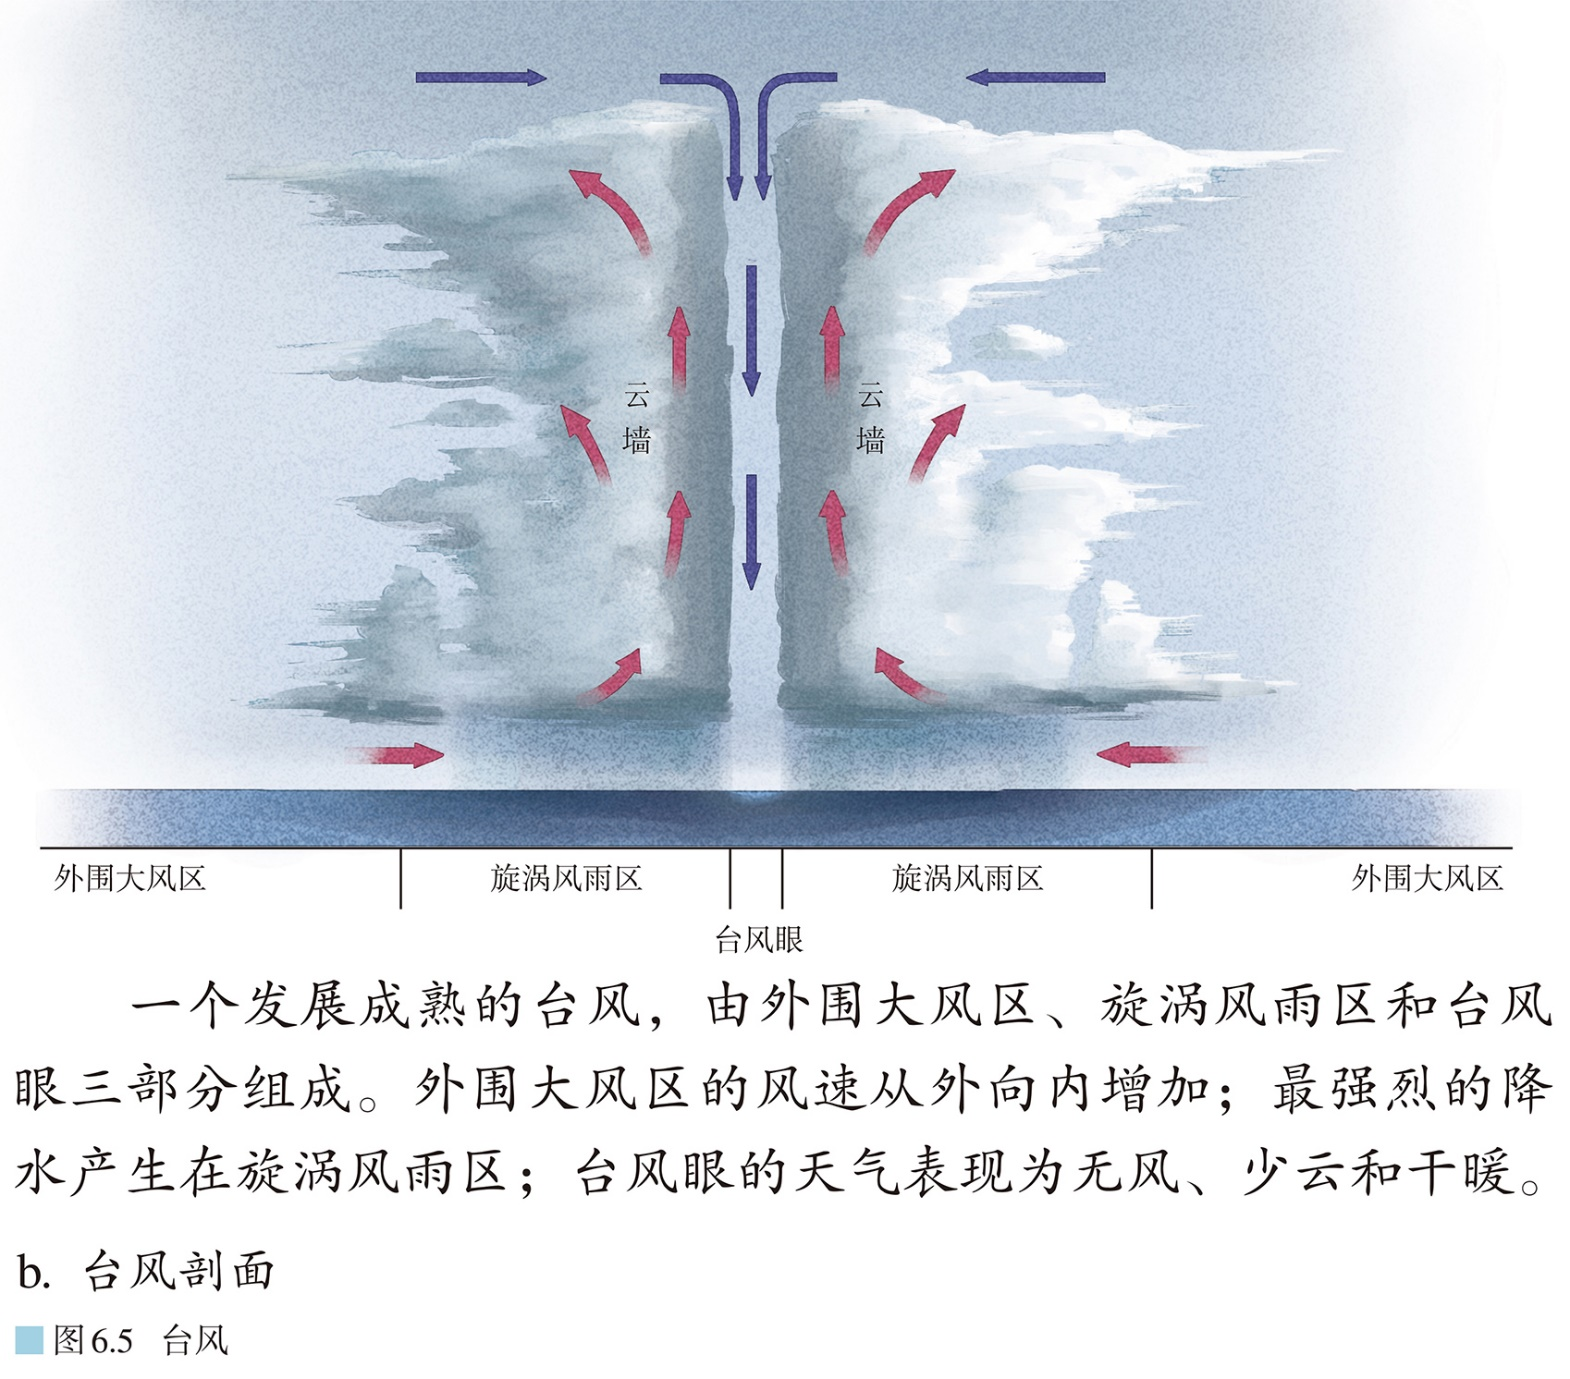 云墙
云墙
外围大风区
旋涡风雨区
旋涡风雨区
外围大风区
台风眼
一个发展成熟的台风，由外围大风区、旋涡风雨区和台风
眼三部分组成。外围大风区的风速从外向内增加；最强烈的降
水产生在旋涡风雨区；台风眼的天气表现为无风、少云和干暖。
b. 台风剖面
图6.5 台风